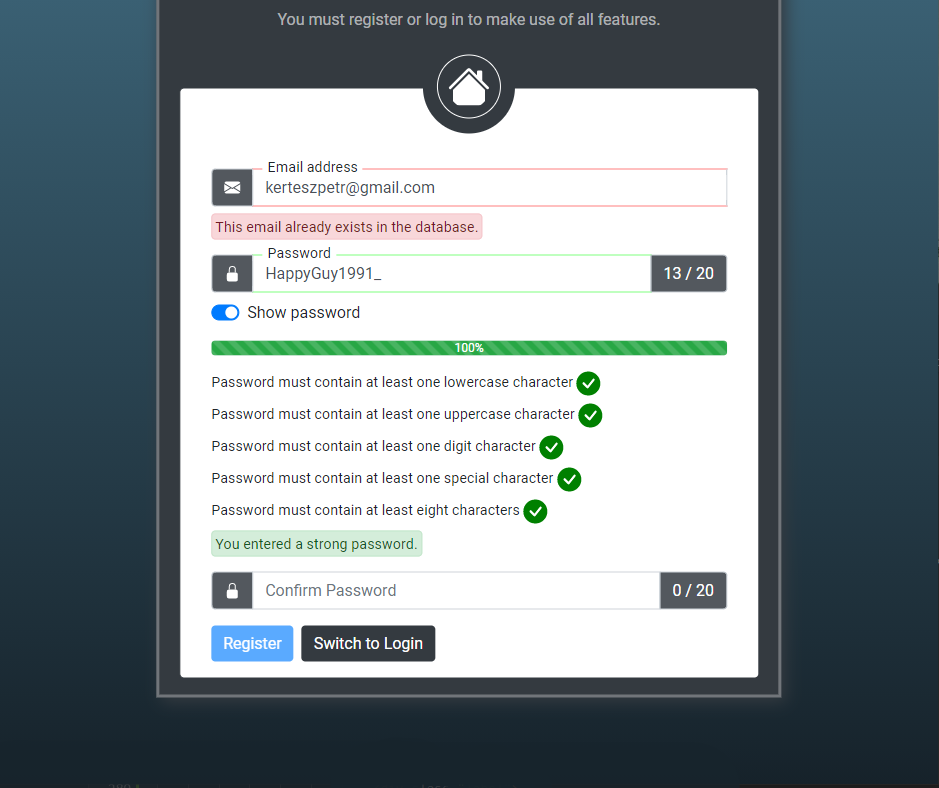 You must register or log in to make use of all features.
Email address
kerteszpetr@gmail.com
This email already exists in the database.
Password
HappyGuy1991_
13 / 20
Show password
100%
Password must contain at least one lowercase character
Password must contain at least one uppercase character
Password must contain at least one digit character
Password must contain at least one special character
Password must contain at least eight characters
You entered a strong password.
Confirm Password
0 / 20
Register
Switch to Login